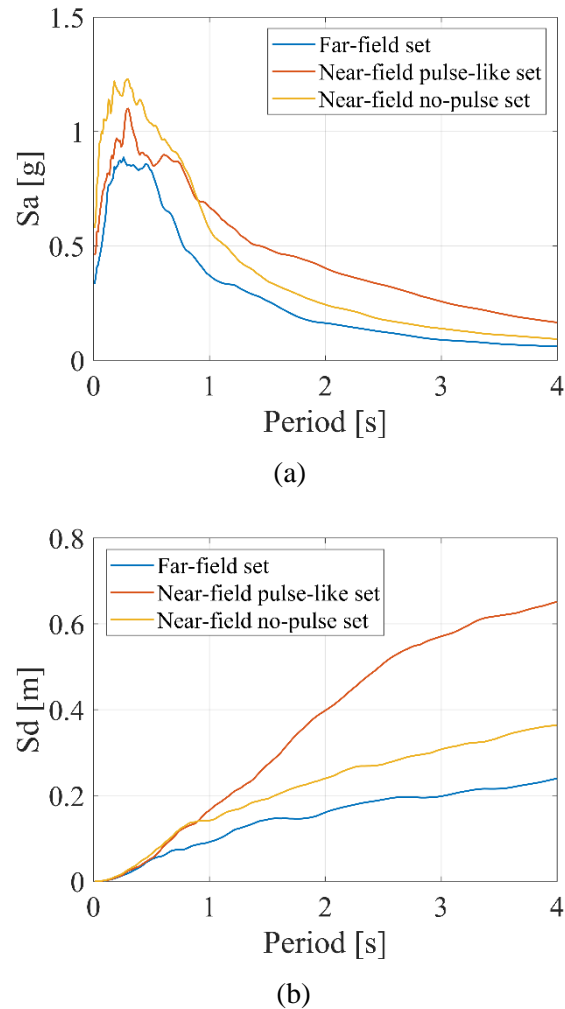 1.5
1
0.5
0
Sa [g]
Far-field set
Near-field pulse-like set
Near-field no-pulse set
0 1 2 3 4
Period [s]
(a)
0.8
0.6
0.4
0.2
0
Sd [m]
Far-field set
Near-field pulse-like set
Near-field no-pulse set
0 1 2 3 4
Period [s]
(b)